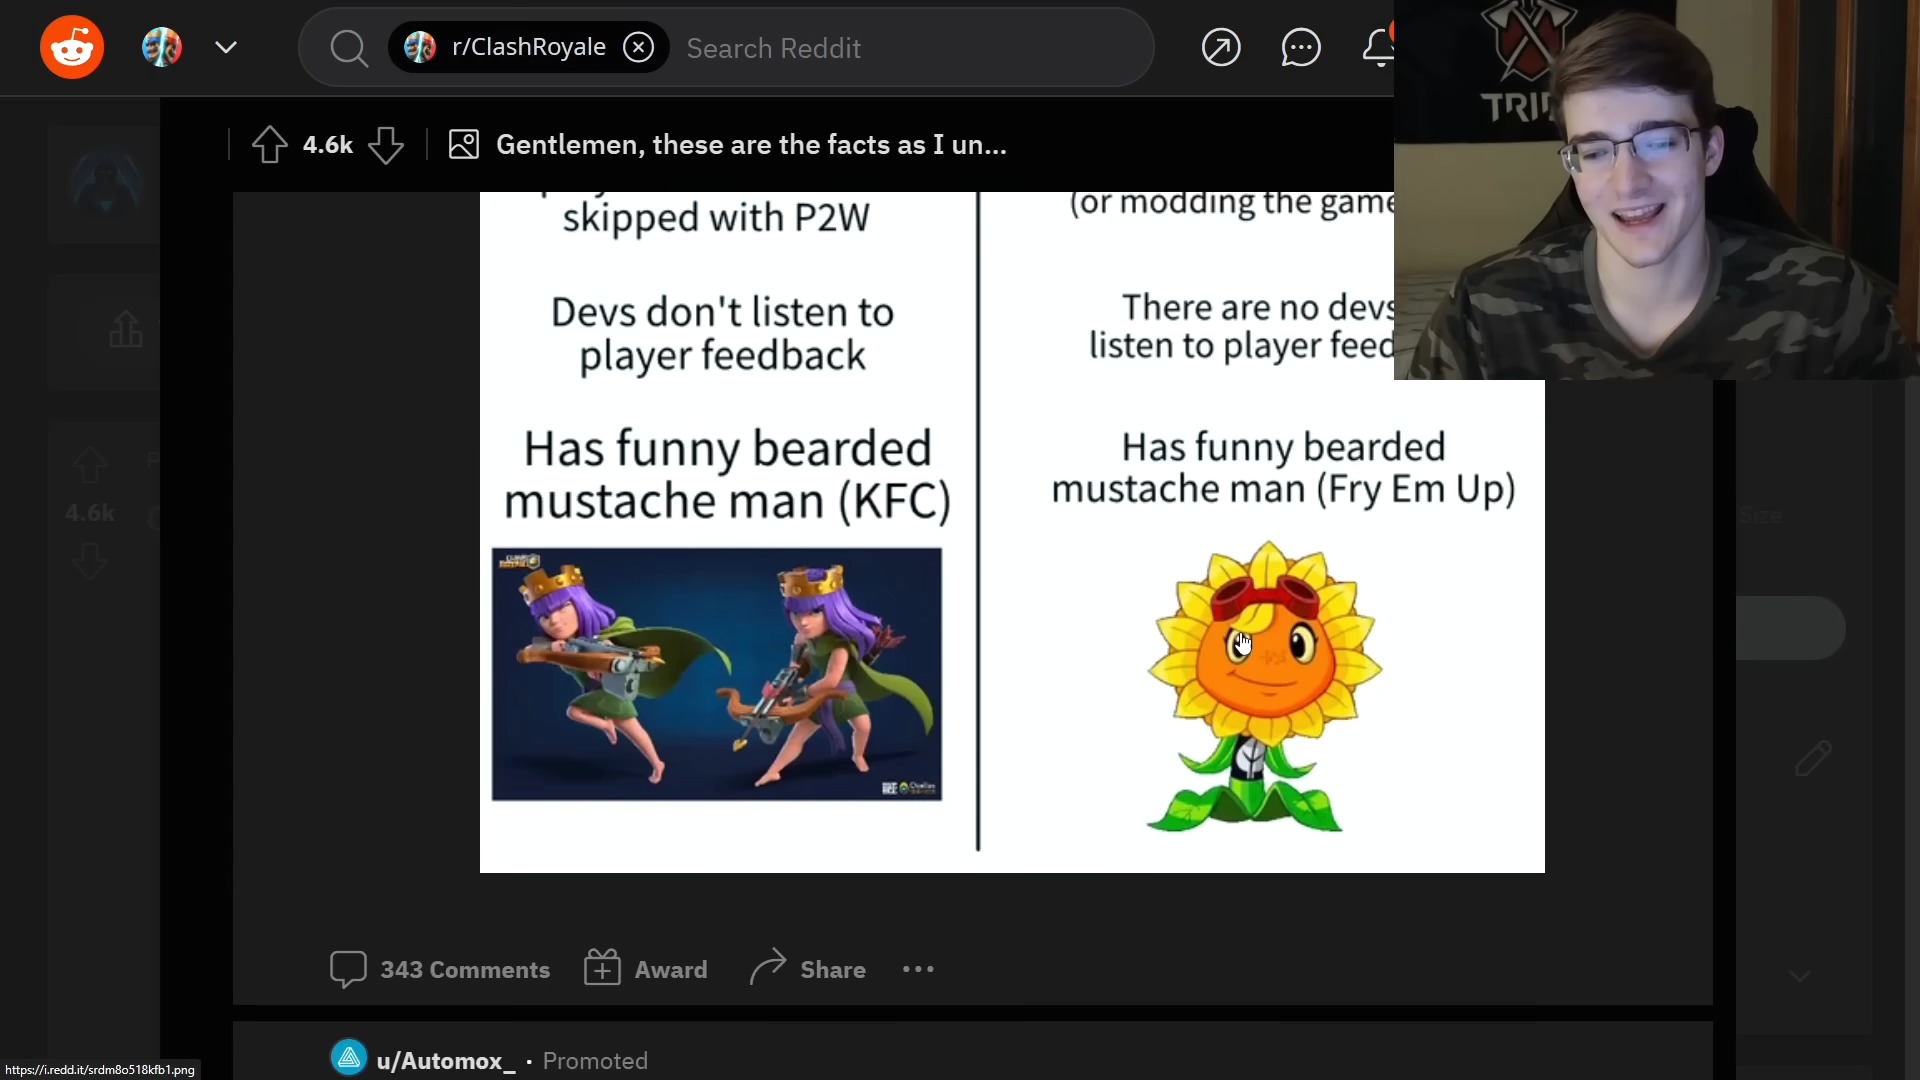 r/ClashRoyale
Search Reddit
TRI
4.6k
Gentlemen, these are the facts as I un...
skipped with P2W
(or modding the game
Devs don't listen to
player feedback
There are no devs
listen to player feed
Has funny bearded
mustache man (KFC)
Has funny bearded
mustache man (Fry Em Up)
4.6k
Size
343 Comments
Award
Share
u/Automox_ · Promoted
https://i.redd.it/srdm8o518kfb1.png